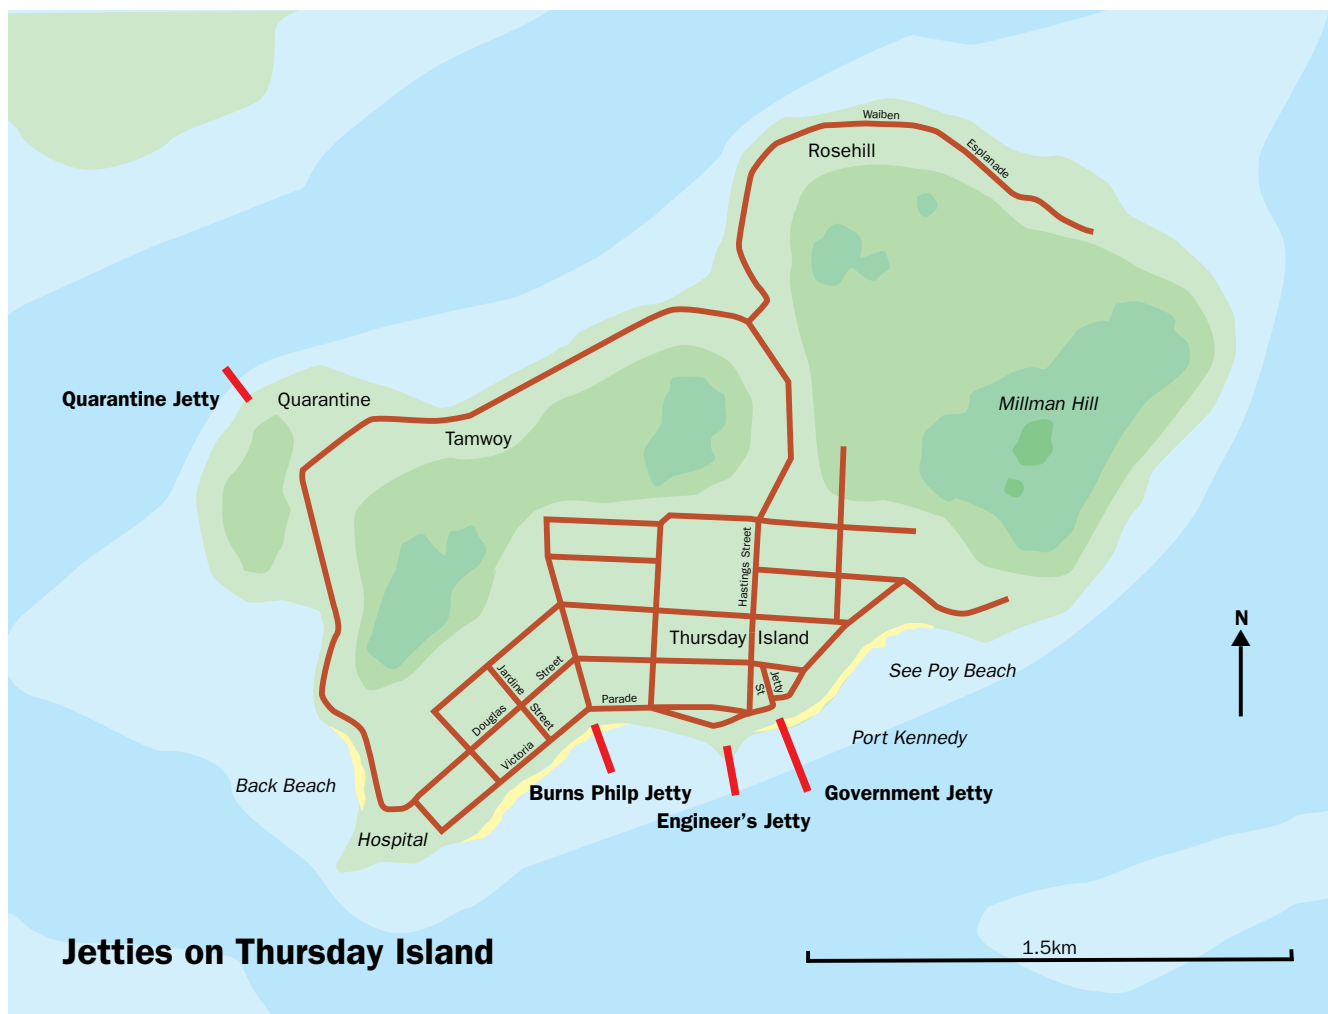 Waiben
Esplanade
Rosehill
Quarantine Jetty
Quarantine
Millman Hill
Tamwoy
Hastings Street
N
Thursday Island
See Poy Beach
Jardine
Street
Street
Douglas
Jetty
St
Parade
Victoria
Port Kennedy
Back Beach
Burns Philp Jetty
Government Jetty
Engineer's Jetty
Hospital
Jetties on Thursday Island
1.5km